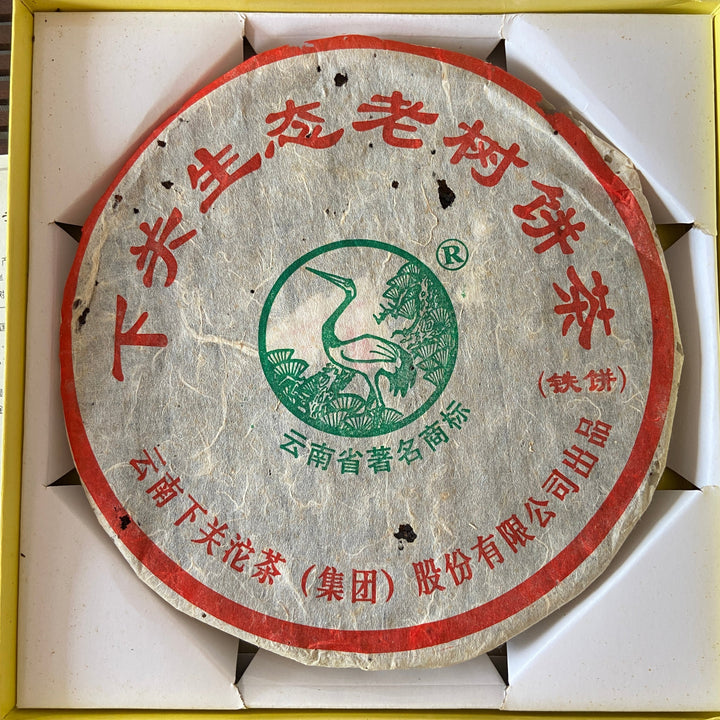 下关生态老树饼茶
®
云南省著名商标
(铁饼)
云南下关沱茶(集团)股份有限公司出品